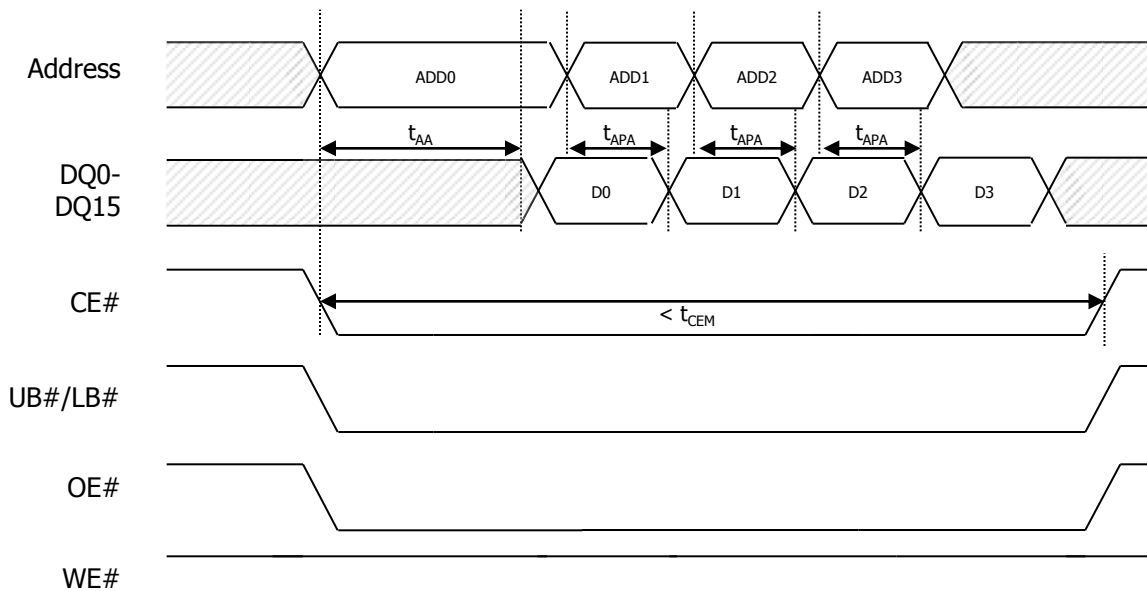 Address
ADD0
ADD1
ADD2
ADD3
tAA
tAPA
tAPA
tAPA
DQ0-
DQ15
D0
D1
D2
D3
CE#
< tCEM
UB#/LB#
OE#
WE#